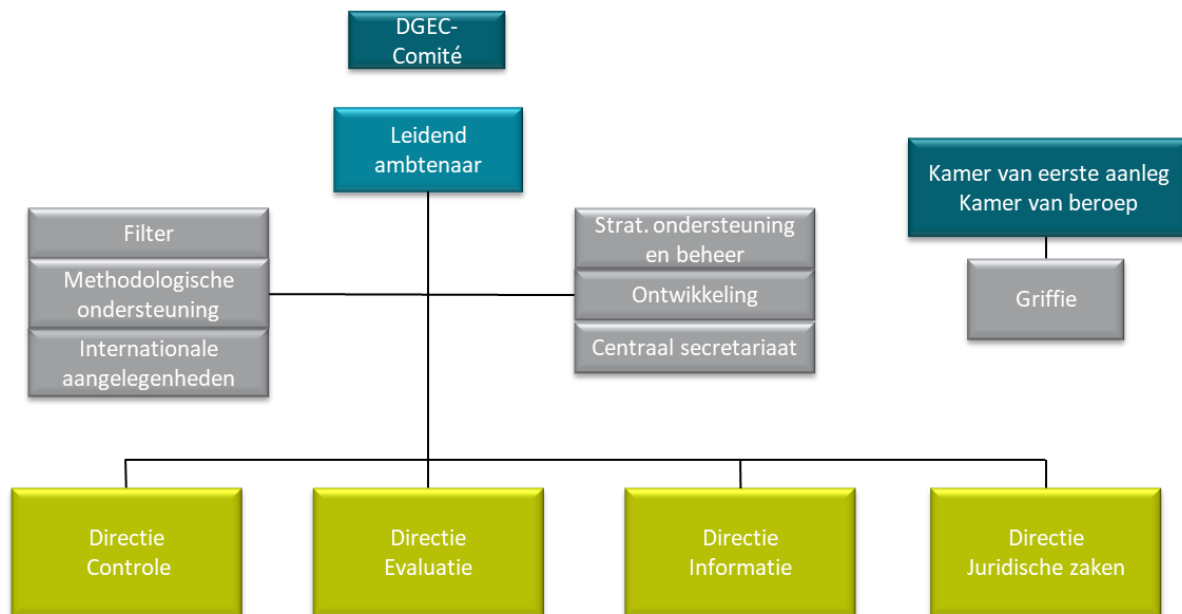 DGEC-
Comité
Leidend
ambtenaar
Kamer van eerste aanleg
Kamer van beroep
Filter
Methodologische
ondersteuning
Internationale
aangelegenheden
Strat. ondersteuning
en beheer
Ontwikkeling
Centraal secretariaat
Griffie
Directie
Controle
Directie
Evaluatie
Directie
Informatie
Directie
Juridische zaken